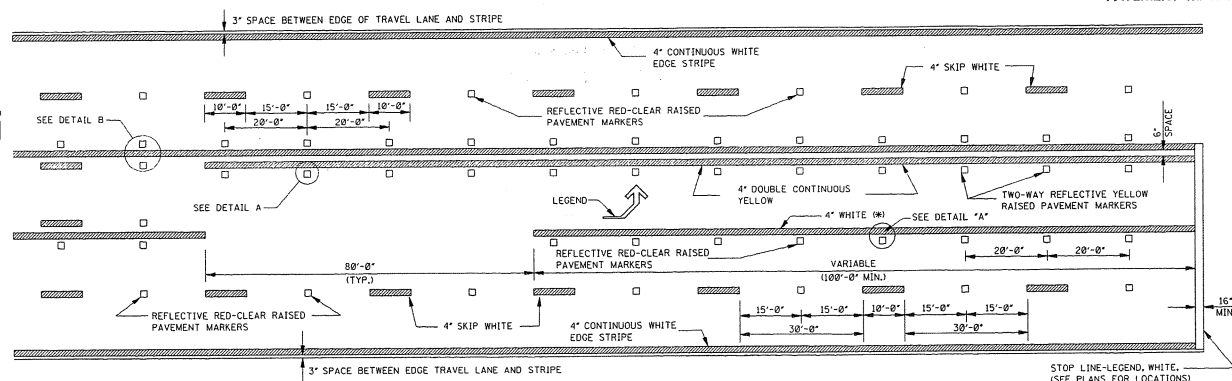 3" SPACE BETWEEN EDGE OF TRAVEL LANE AND STRIPE
4" CONTINUOUS WHITE
EDGE STRIPE
4" SKIP WHITE
10'-0" 15'-0" 15'-0" 10'-0"
REFLECTIVE RED-CLEAR RAISED
PAVEMENT MARKERS
SEE DETAIL B
20'-0" 20'-0"
6"
SPACE
SEE DETAIL A
LEGEND
4" DOUBLE CONTINUOUS
YELLOW
TWO-WAY REFLECTIVE YELLOW
RAISED PAVEMENT MARKERS
4" WHITE (*)
SEE DETAIL "A"
REFLECTIVE RED-CLEAR RAISED
PAVEMENT MARKERS
20'-0" 20'-0"
80'-0"
(TYP.)
VARIABLE
(100'-0" MIN.)
REFLECTIVE RED-CLEAR RAISED
PAVEMENT MARKERS
4" SKIP WHITE
4" CONTINUOUS WHITE
EDGE STRIPE
15'-0" 15'-0" 10'-0" 15'-0" 15'-0"
30'-0" 30'-0"
16"
MIN
3" SPACE BETWEEN EDGE TRAVEL LANE AND STRIPE
STOP LINE-LEGEND, WHITE.
(SEE PLANS FOR LOCATIONS)